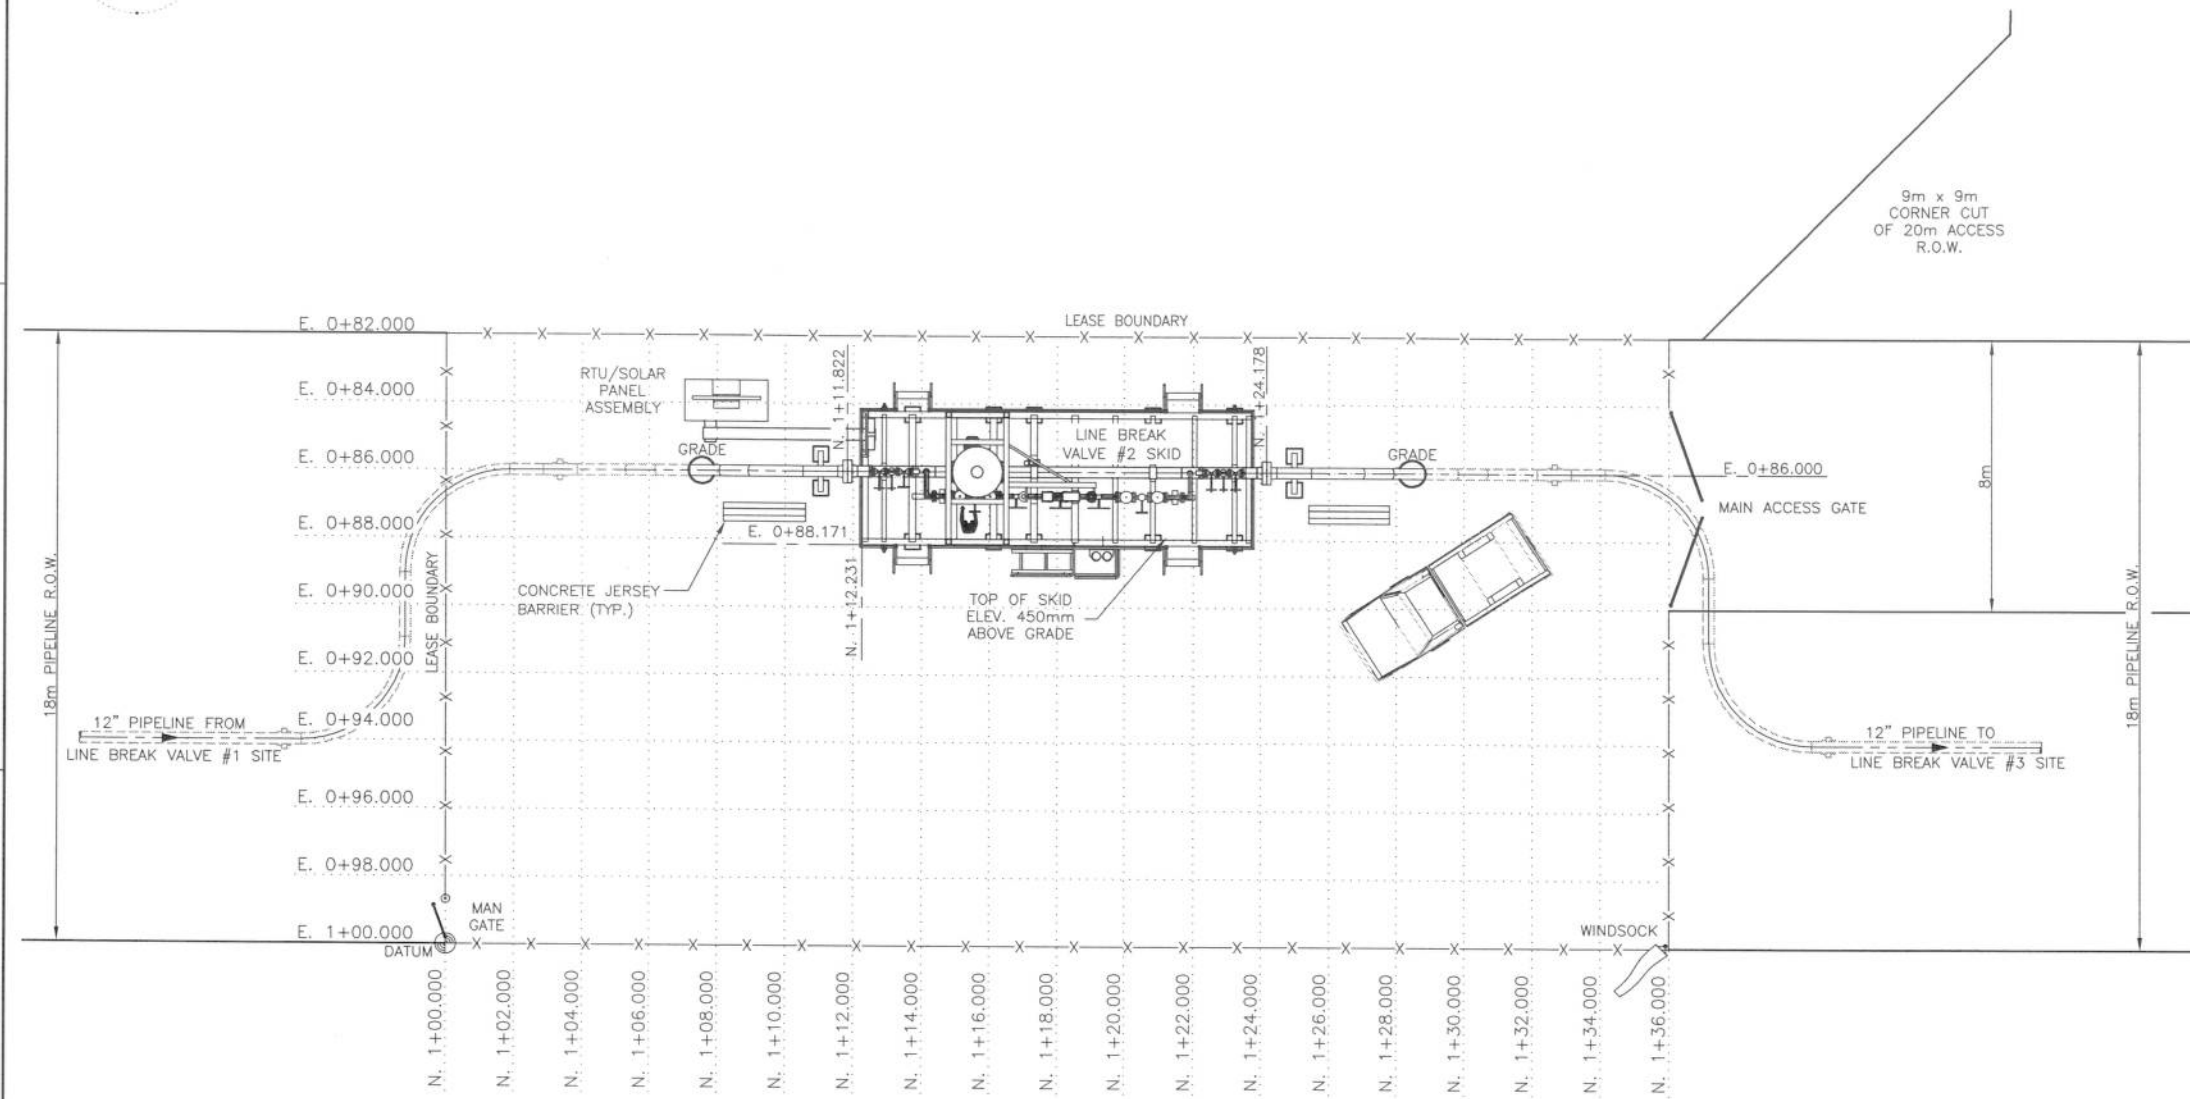 9m x 9m
CORNER CUT
OF 20m ACCESS
R.O.W.
E. 0+82.000
LEASE BOUNDARY
RTU/SOLAR
PANEL
ASSEMBLY
N. 1+11.822
N. 1+24.178
E. 0+84.000
LINE BREAK
VALVE #2 SKID
GRADE
GRADE
E. 0+86.000
E. 0+86.000
8m
MAIN ACCESS GATE
E. 0+88.000
E. 0+88.171
CONCRETE JERSEY
BARRIER (TYP.)
E. 0+90.000
N. 1+12.231
TOP OF SKID
ELEV. 450mm
ABOVE GRADE
LEASE BOUNDARY
18m PIPELINE R.O.W.
18m PIPELINE R.O.W.
E. 0+92.000
E. 0+94.000
12" PIPELINE FROM
LINE BREAK VALVE #1 SITE
12" PIPELINE TO
LINE BREAK VALVE #3 SITE
E. 0+96.000
E. 0+98.000
MAN
GATE
E. 1+00.000
DATUM
WINDSOCK
N. 1+00.000
N. 1+02.000
N. 1+04.000
N. 1+06.000
N. 1+08.000
N. 1+10.000
N. 1+12.000
N. 1+14.000
N. 1+16.000
N. 1+18.000
N. 1+20.000
N. 1+22.000
N. 1+24.000
N. 1+26.000
N. 1+28.000
N. 1+30.000
N. 1+32.000
N. 1+34.000
N. 1+36.000